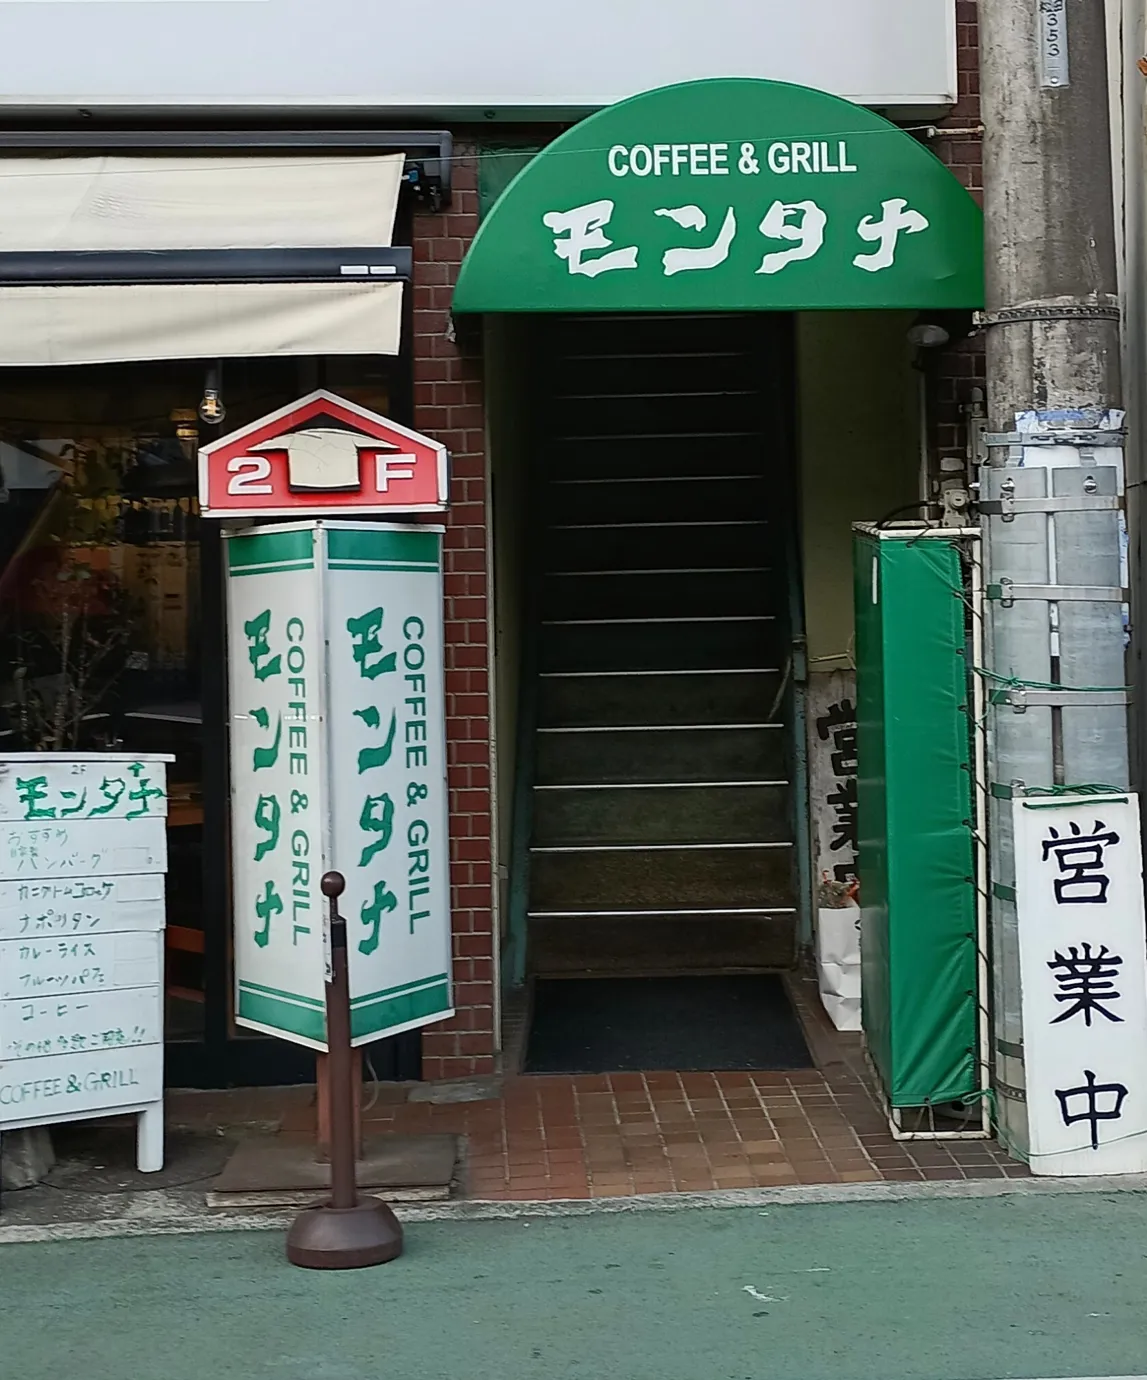 COFFEE & GRILL
モンタナ
2F
モンタナ
COFFEE & GRILL
モンタナ
COFFEE & GRILL
2F
モンタナ
おすすめ
ハンバーグ
カニクリームコロッケ
ナポリタン
カレーライス
フルーツパフェ
コーヒー
COFFEE & GRILL
営業
営業中